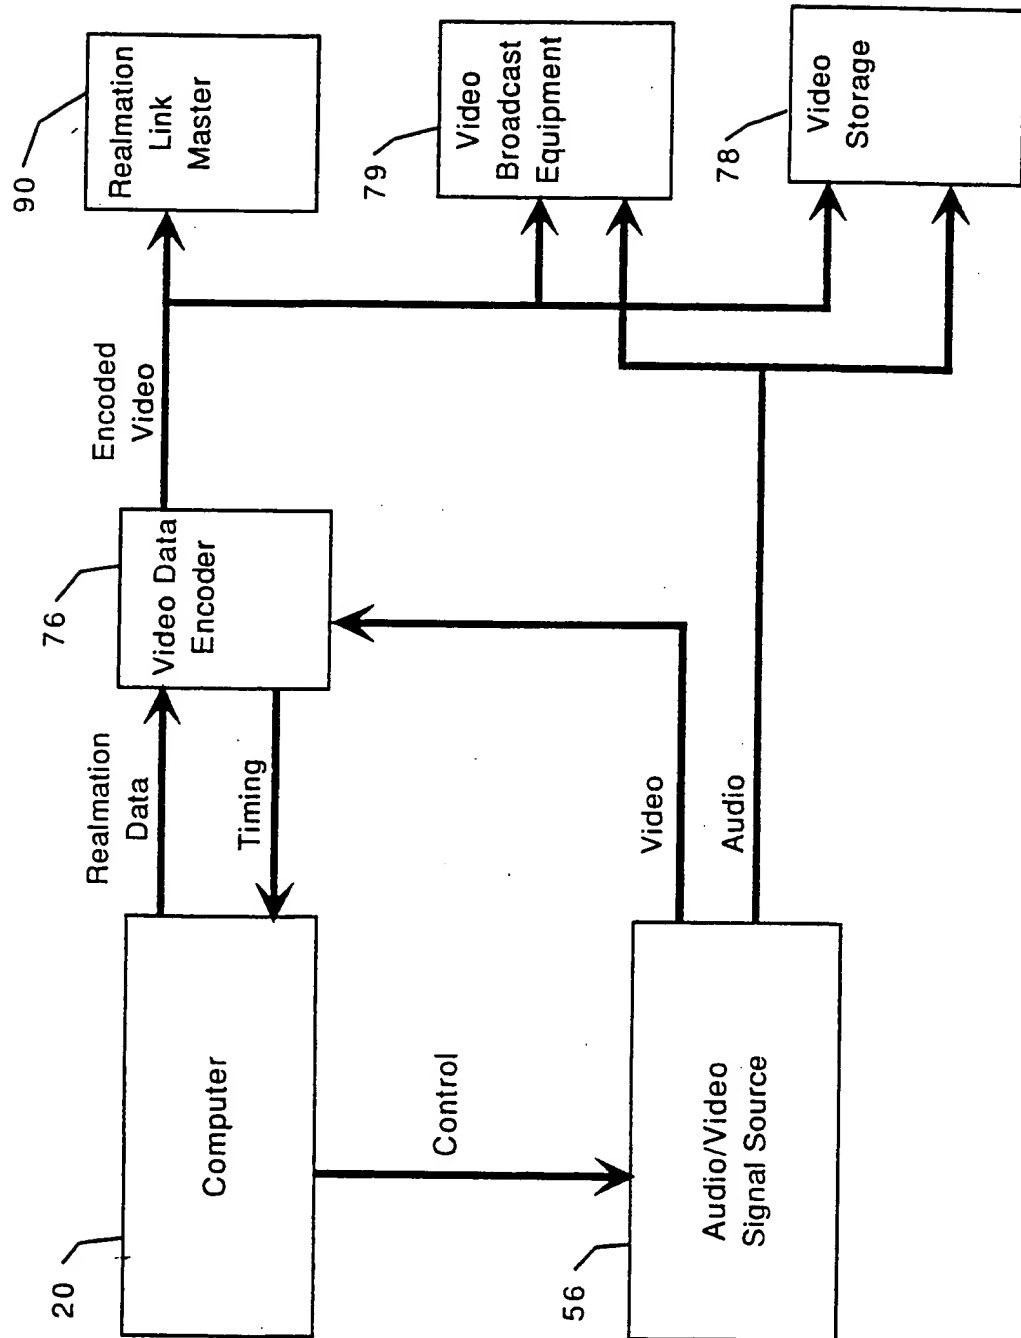 20
Computer
Control
56
Audio/Video
Signal Source
Realmation
Data
Timing
Video
Audio
76
Video Data
Encoder
Encoded
Video
90
Realmation
Link
Master
79
Video
Broadcast
Equipment
78
Video
Storage